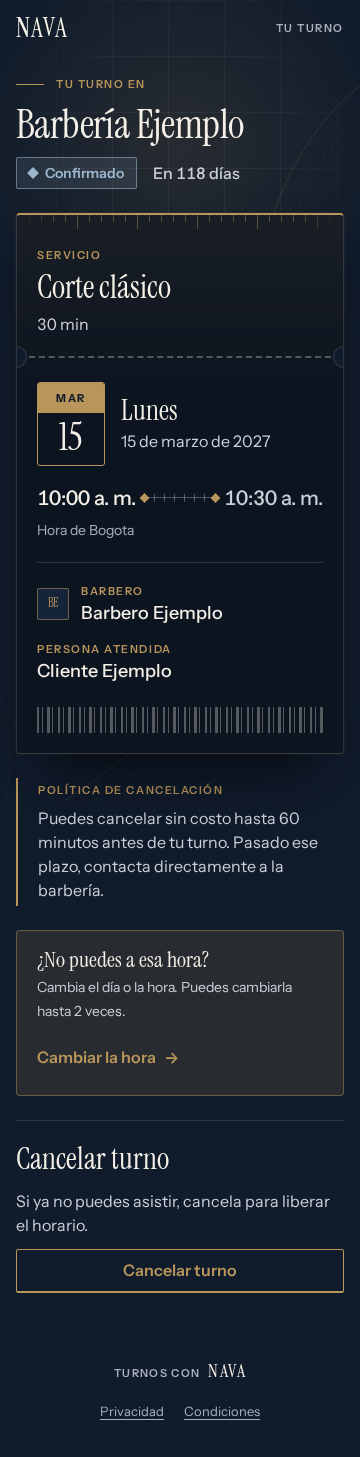 NAVA
TU TURNO
TU TURNO EN
Barbería Ejemplo
Confirmado
En 118 días
SERVICIO
Corte clásico
30 min
MAR
15
Lunes
15 de marzo de 2027
10:00 a. m.
10:30 a. m.
Hora de Bogota
BE
BARBERO
Barbero Ejemplo
PERSONA ATENDIDA
Cliente Ejemplo
POLÍTICA DE CANCELACIÓN
Puedes cancelar sin costo hasta 60
minutos antes de tu turno. Pasado ese
plazo, contacta directamente a la
barbería.
¿No puedes a esa hora?
Cambia el día o la hora. Puedes cambiarla
hasta 2 veces.
Cambiar la hora →
Cancelar turno
Si ya no puedes asistir, cancela para liberar
el horario.
Cancelar turno
TURNOS CON NAVA
Privacidad
Condiciones